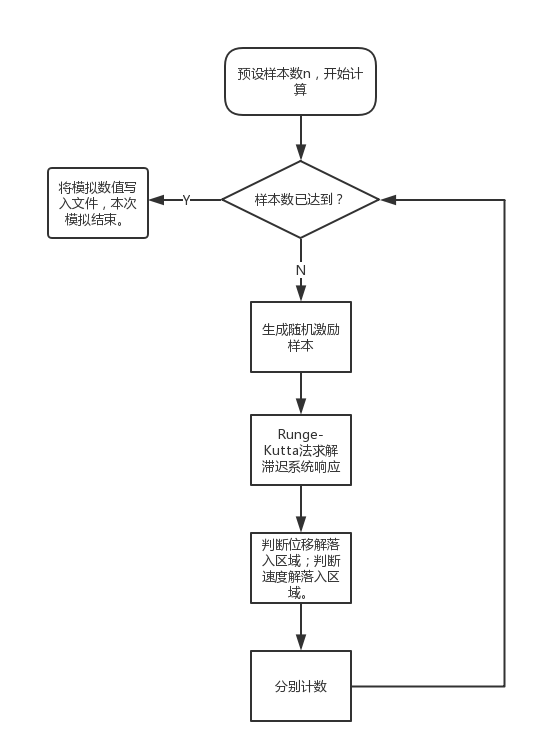 预设样本数n，开始计
算
样本数已达到？
Y
将模拟数值写
入文件，本次
模拟结束。
N
生成随机激励
样本
Runge-
Kutta法求解
滞迟系统响应
判断位移解落
入区域；判断
速度解落入区
域。
分别计数